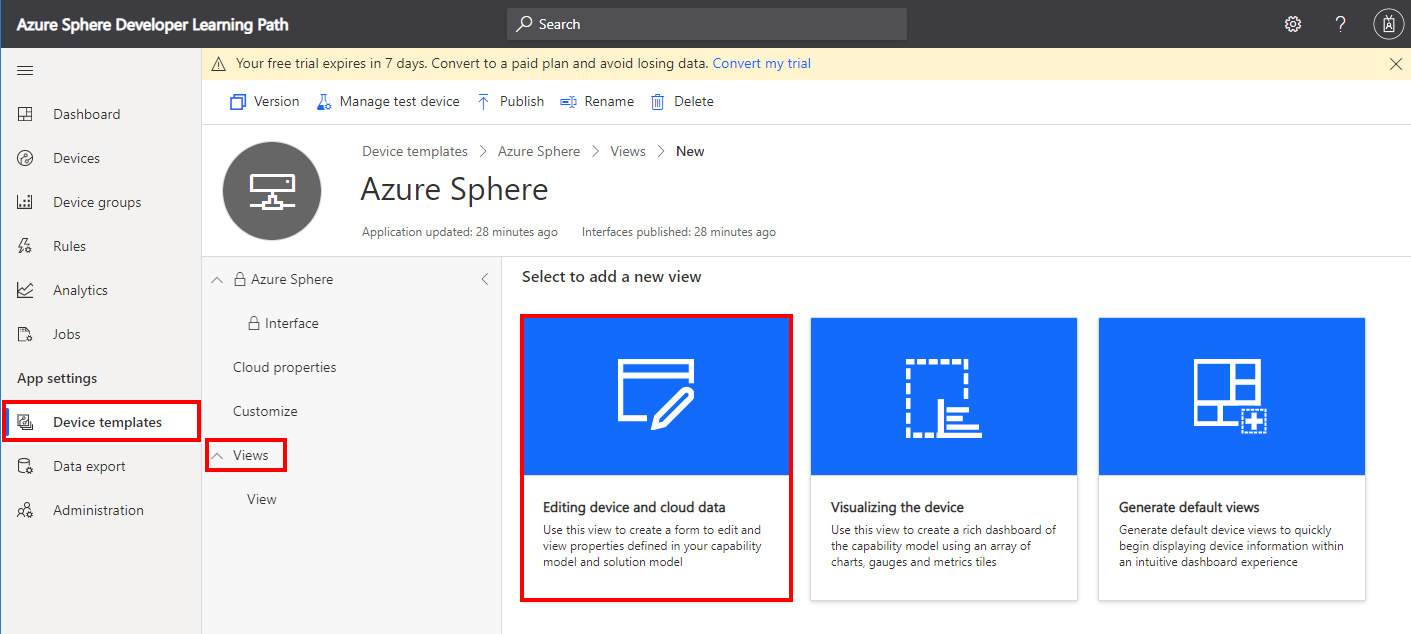 Azure Sphere Developer Learning Path
Search
?
Your free trial expires in 7 days. Convert to a paid plan and avoid losing data. Convert my trial
Version Manage test device Publish Rename Delete
Dashboard
Devices
Device groups
Rules
Analytics
Jobs
App settings
Device templates
Data export
Administration
Device templates > Azure Sphere > Views > New
Azure Sphere
Application updated: 28 minutes ago Interfaces published: 28 minutes ago
Azure Sphere
Interface
Cloud properties
Customize
Views
View
Select to add a new view
Editing device and cloud data
Use this view to create a form to edit and
view properties defined in your capability
model and solution model
Visualizing the device
Use this view to create a rich dashboard of
the capability model using an array of
charts, gauges and metrics tiles
Generate default views
Generate default device views to quickly
begin displaying device information within
an intuitive dashboard experience